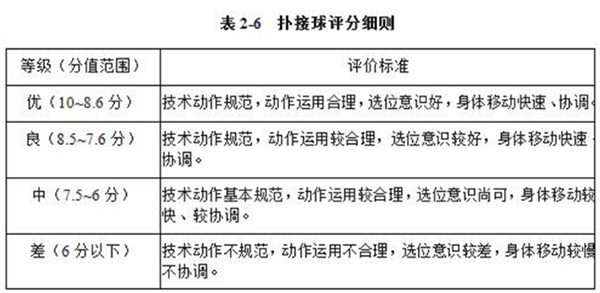 表 2-6 扑接球评分细则
等级（分值范围） 评价标准
优（10~8.6 分） 技术动作规范，动作运用合理，选位意识好，身体移动快速、协调。
良（8.5~7.6 分） 技术动作规范，动作运用较合理，选位意识较好，身体移动快速、
协调。
中（7.5~6 分） 技术动作基本规范，动作运用较合理，选位意识尚可，身体移动较
快、较协调。
差（6 分以下） 技术动作不规范，动作运用不合理，选位意识较差，身体移动较慢
不协调。